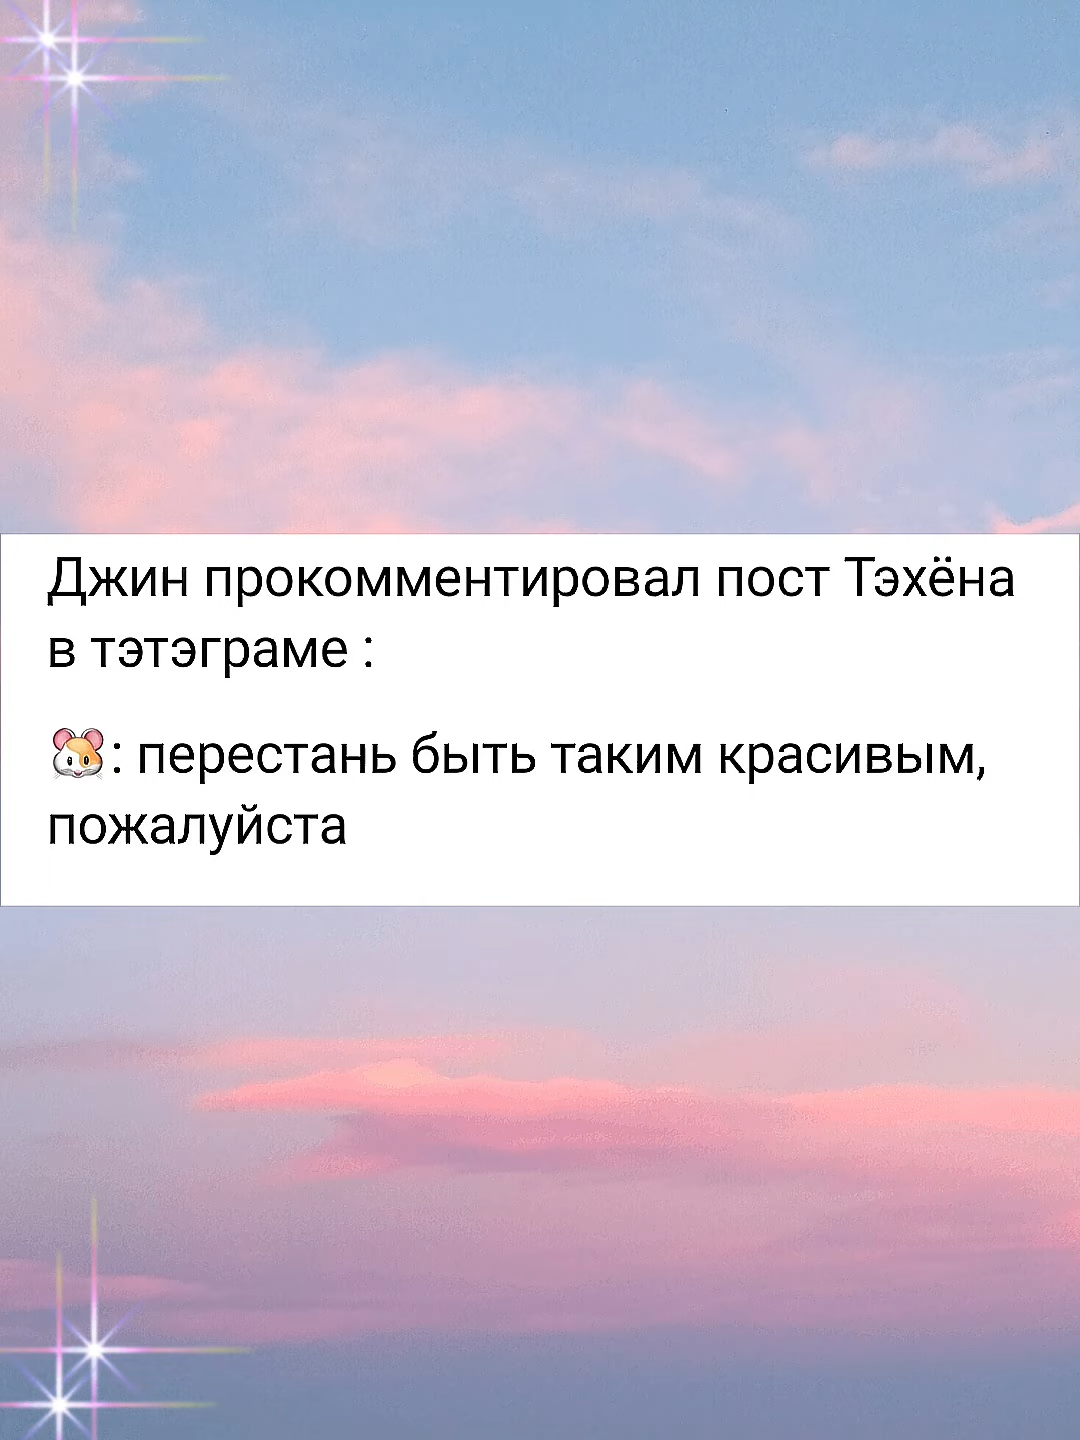 Джин прокомментировал пост Тэхёна
в тэтэграме :
🐹: перестань быть таким красивым,
пожалуйста